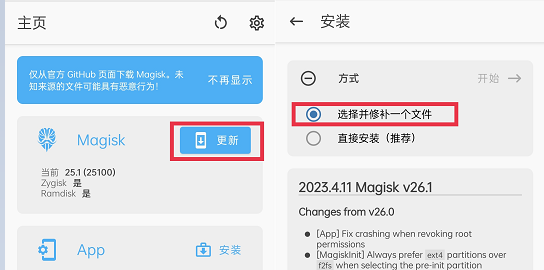 主页
仅从官方 GitHub 页面下载 Magisk。未
知来源的文件可能具有恶意行为！
不再显示
Magisk
更新
当前 25.1 (25100)
Zygisk 是
Ramdisk 是
App
安装
安装
方式
开始
选择并修补一个文件
直接安装（推荐）
2023.4.11 Magisk v26.1
Changes from v26.0
[App] Fix crashing when revoking root
permissions
[MagiskInit] Always prefer ext4 partitions over
f2fs when selecting the pre-init partition